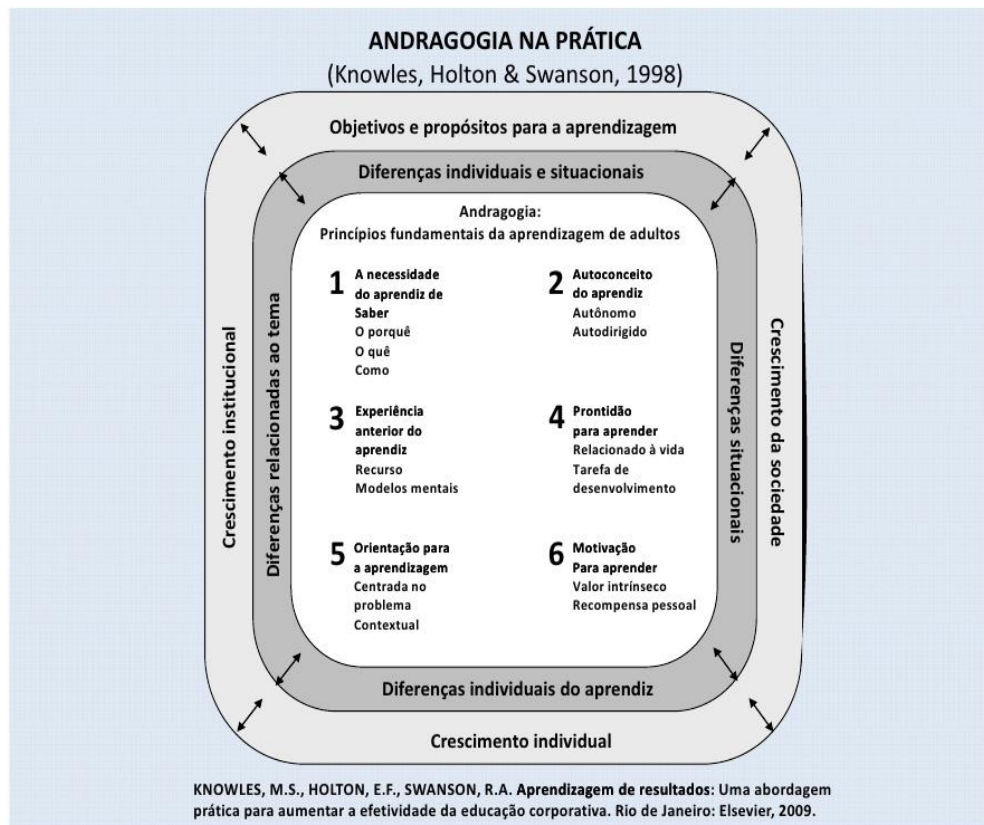 ANDRAGOGIA NA PRÁTICA
(Knowles, Holton & Swanson, 1998)
Objetivos e propósitos para a aprendizagem
Diferenças individuais e situacionais
Crescimento institucional
Diferenças relacionadas ao tema
Andragogia:
Princípios fundamentais da aprendizagem de adultos
1
A necessidade
do aprendiz de
Saber
O porquê
O quê
Como
2
Autoconceito
do aprendiz
Autônomo
Autodirigido
3
Experiência
anterior do
aprendiz
Recurso
Modelos mentais
4
Prontidão
para aprender
Relacionado à vida
Tarefa de
desenvolvimento
5
Orientação para
a aprendizagem
Centrada no
problema
Contextual
6
Motivação
Para aprender
Valor intrínseco
Recompensa pessoal
Diferenças situacionais
Crescimento da sociedade
Diferenças individuais do aprendiz
Crescimento individual
KNOWLES, M.S., HOLTON, E.F., SWANSON, R.A. Aprendizagem de resultados: Uma abordagem
prática para aumentar a efetividade da educação corporativa. Rio de Janeiro: Elsevier, 2009.